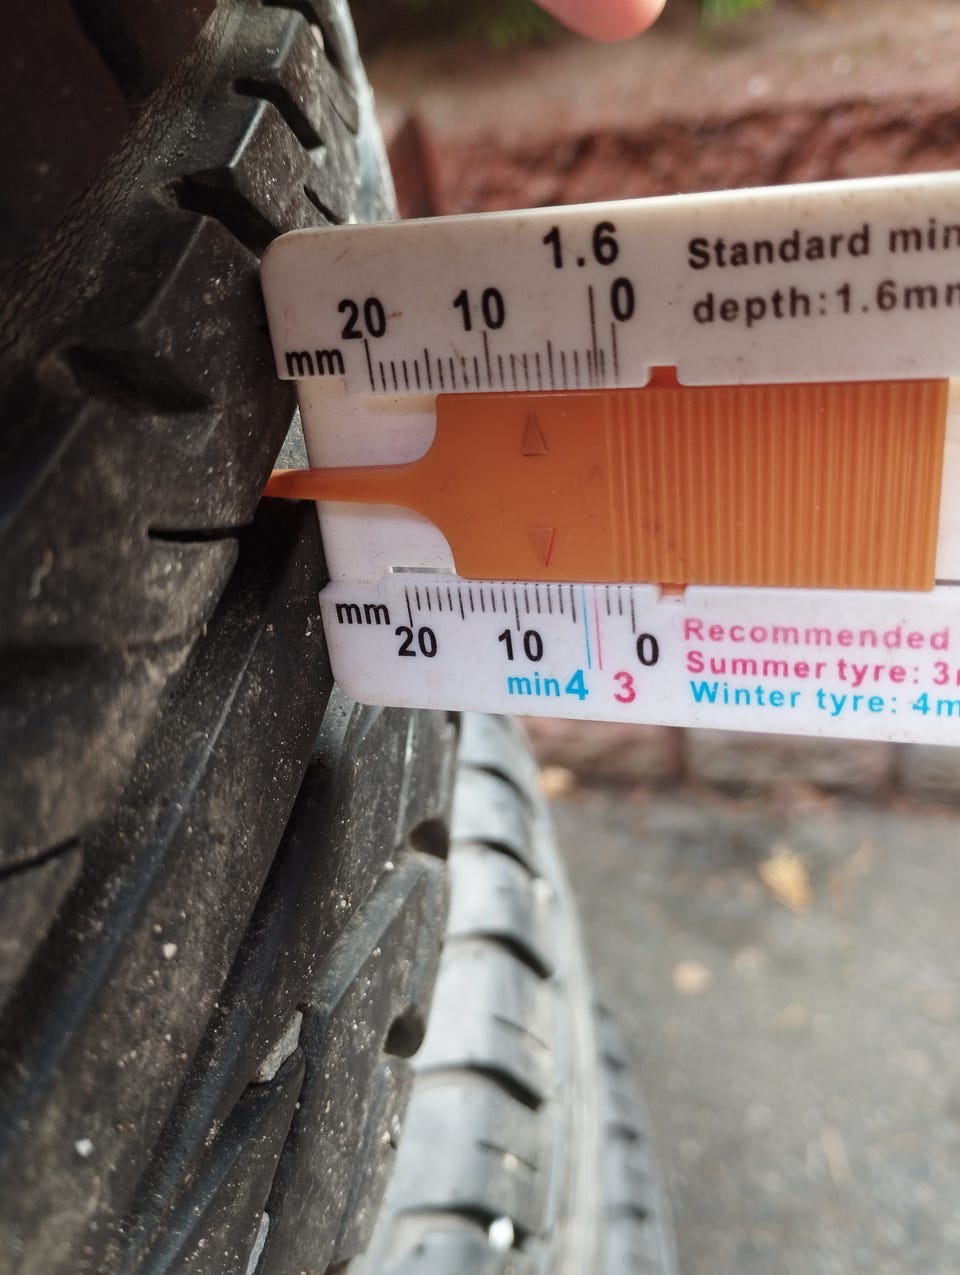 1.6
Standard min
20 10 0
depth:1.6mm
mm
mm
20 10 0
min4 3
Recommended
Summer tyre: 3
Winter tyre: 4m